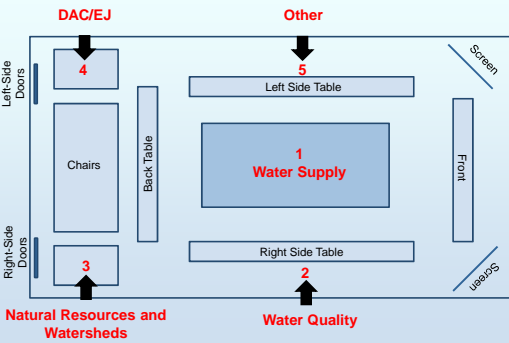 DAC/EJ
Other
4
5
Screen
Left-Side
Doors
Left Side Table
Chairs
Back Table
1
Water Supply
Front
Right-Side
Doors
Right Side Table
3
2
Screen
Natural Resources and
Watersheds
Water Quality